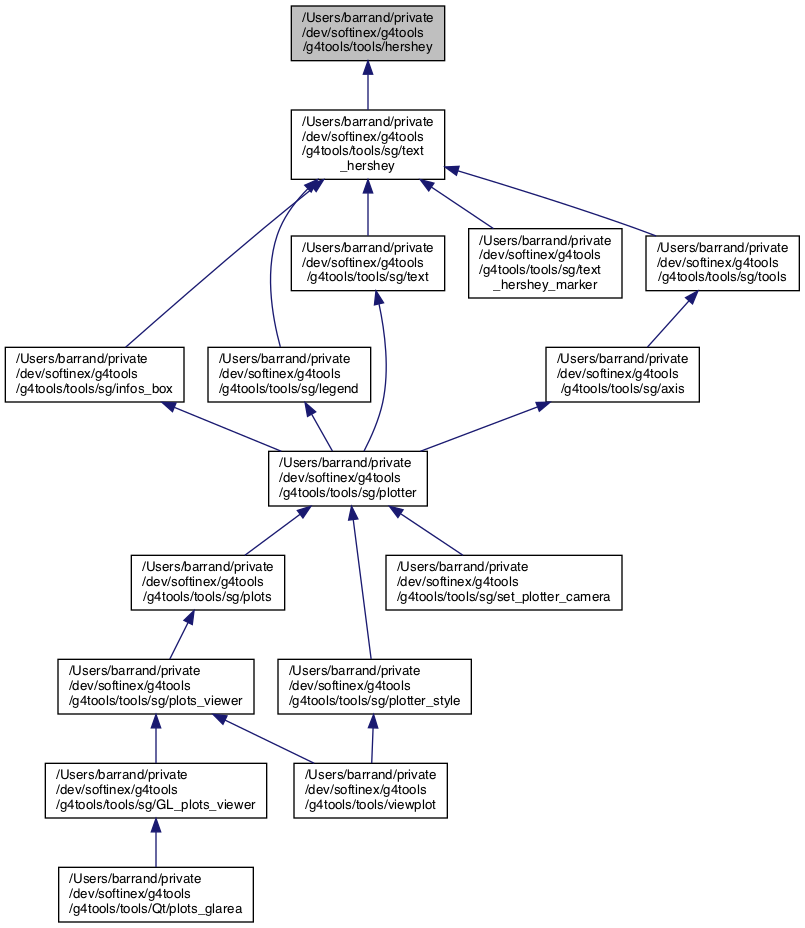 /Users/barrand/private
/dev/softinex/g4tools
/g4tools/tools/hershey
/Users/barrand/private
/dev/softinex/g4tools
/g4tools/tools/sg/text
_hershey
/Users/barrand/private
/dev/softinex/g4tools
/g4tools/tools/sg/text
/Users/barrand/private
/dev/softinex/g4tools
/g4tools/tools/sg/text
_hershey_marker
/Users/barrand/private
/dev/softinex/g4tools
/g4tools/tools/sg/tools
/Users/barrand/private
/dev/softinex/g4tools
/g4tools/tools/sg/infos_box
/Users/barrand/private
/dev/softinex/g4tools
/g4tools/tools/sg/legend
/Users/barrand/private
/dev/softinex/g4tools
/g4tools/tools/sg/axis
/Users/barrand/private
/dev/softinex/g4tools
/g4tools/tools/sg/plotter
/Users/barrand/private
/dev/softinex/g4tools
/g4tools/tools/sg/plots
/Users/barrand/private
/dev/softinex/g4tools
/g4tools/tools/sg/set_plotter_camera
/Users/barrand/private
/dev/softinex/g4tools
/g4tools/tools/sg/plots_viewer
/Users/barrand/private
/dev/softinex/g4tools
/g4tools/tools/sg/plotter_style
/Users/barrand/private
/dev/softinex/g4tools
/g4tools/tools/sg/GL_plots_viewer
/Users/barrand/private
/dev/softinex/g4tools
/g4tools/tools/viewplot
/Users/barrand/private
/dev/softinex/g4tools
/g4tools/tools/Qt/plots_glarea